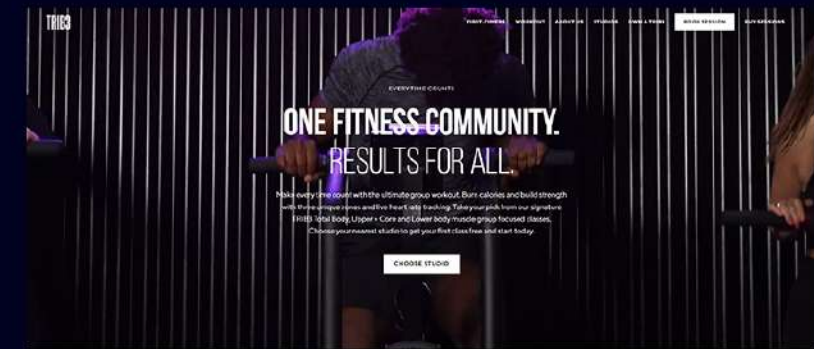 TRIB3
FIRST TIMERS WORKOUT ABOUT US STUDIOS OWN A TRIB3 BOOK SESSION BUY SESSIONS
EVERY TIME COUNTS
ONE FITNESS COMMUNITY.
RESULTS FOR ALL.
Make every time count with the ultimate group workout. Burn calories and build strength
with three unique zones and live heart rate tracking. Take your pick from our signature
TRIB3 Total Body, Upper + Core and Lower body muscle group focused classes.
Choose your nearest studio to get your first class free and start today.
CHOOSE STUDIO